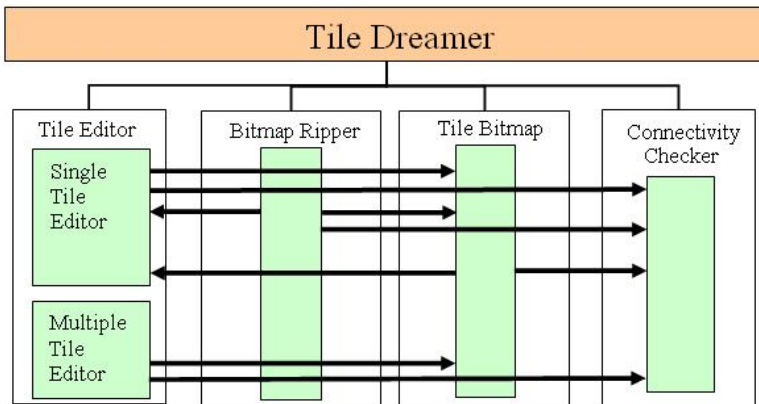 Tile Dreamer
Tile Editor
Bitmap Ripper
Tile Bitmap
Connectivity
Checker
Single
Tile
Editor
Multiple
Tile
Editor